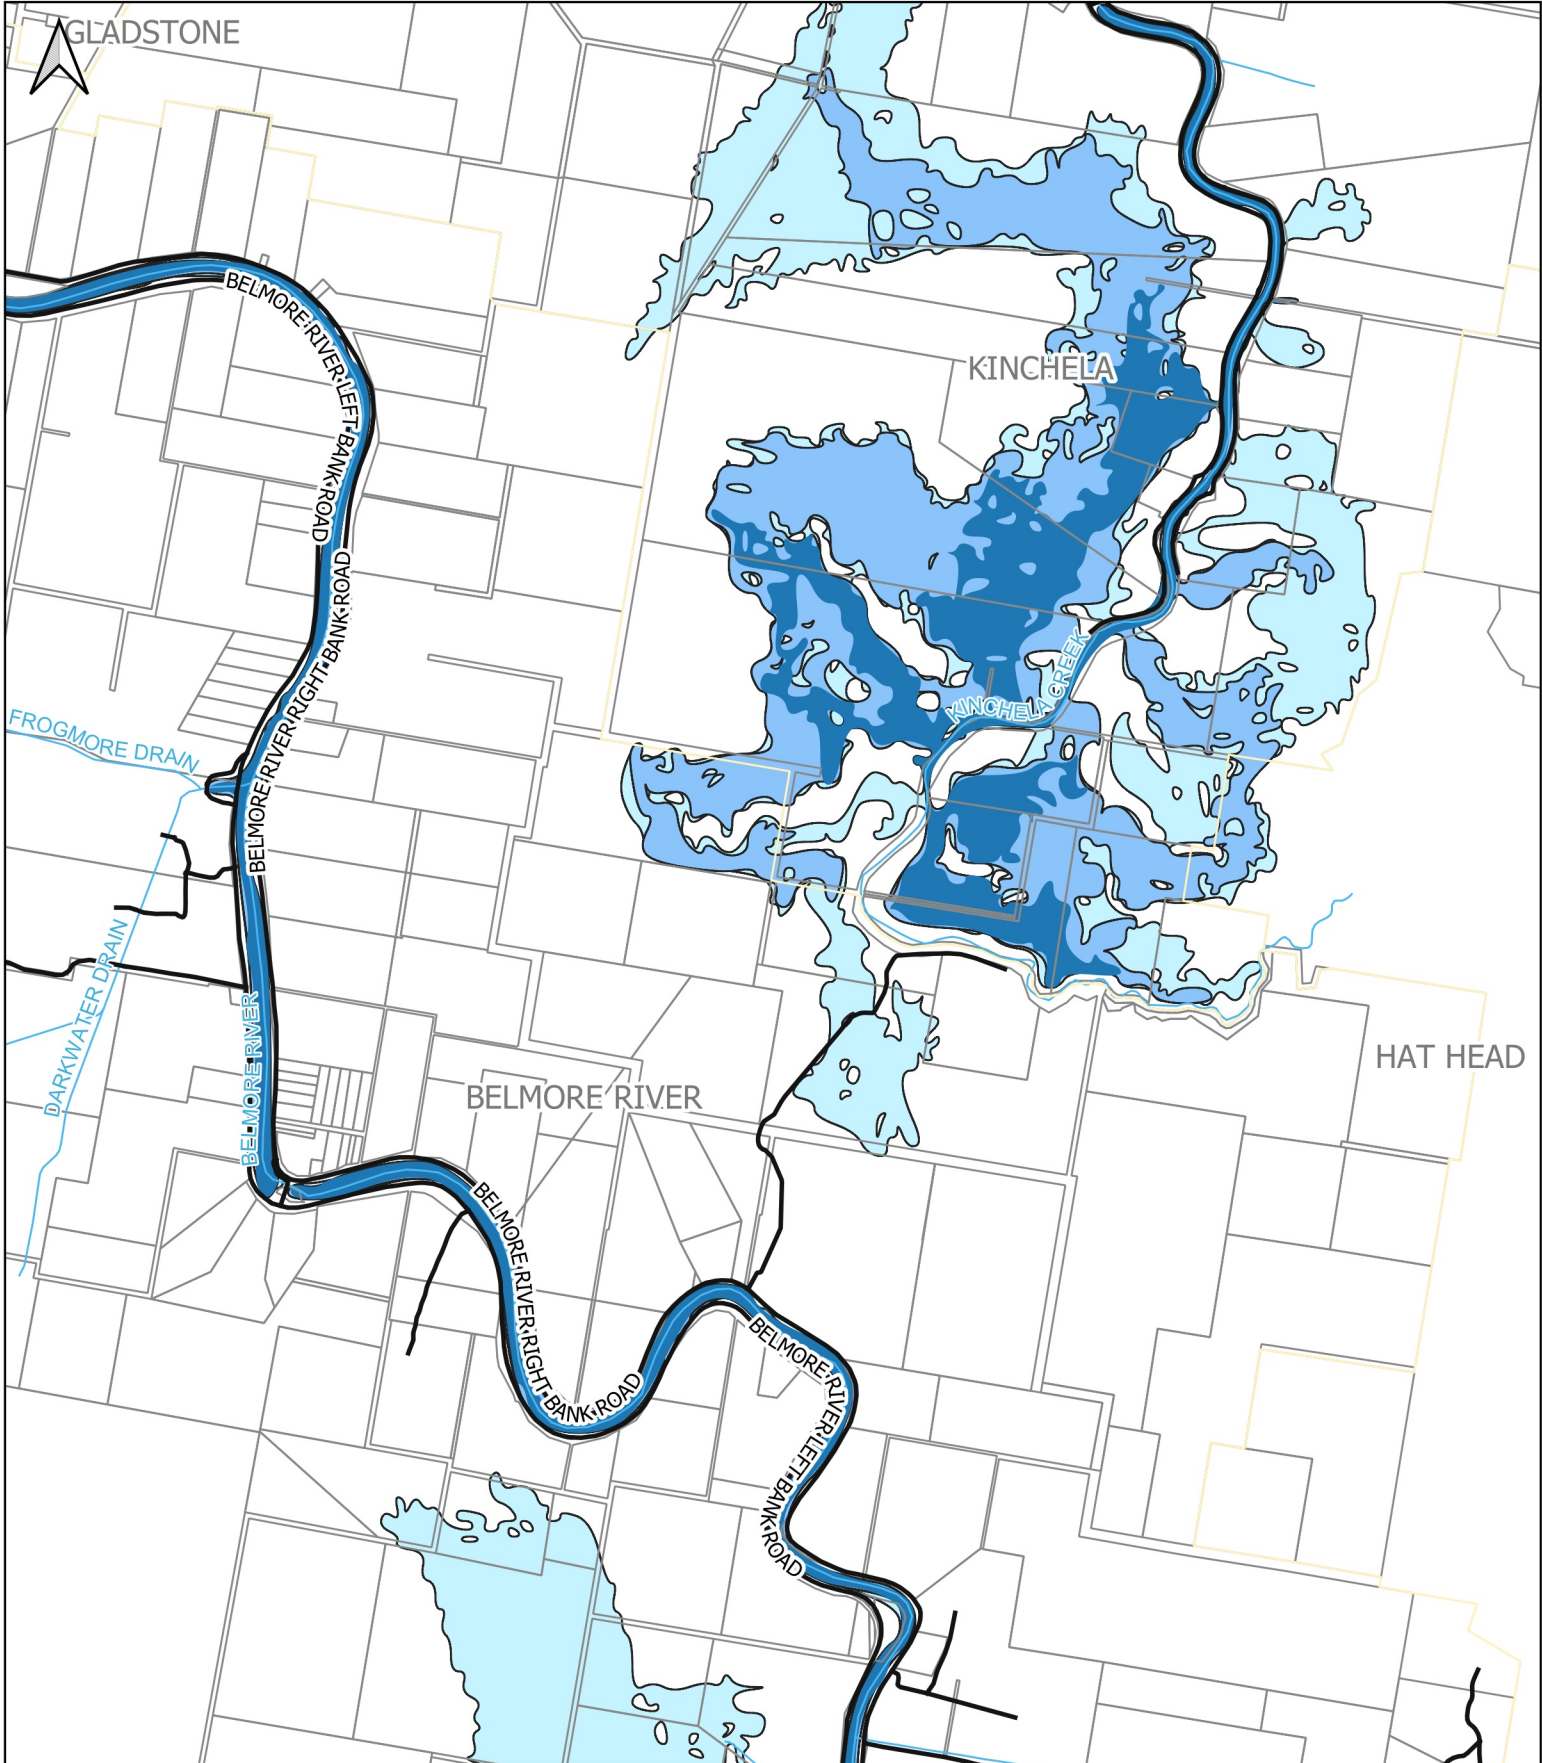 GLADSTONE
BELMORE RIVER LEFT BANK ROAD
KINCHELA
BELMORE RIVER RIGHT BANK ROAD
KINCHELA CREEK
FROGMORE DRAIN
DARKWATER DRAIN
BELMORE RIVER
HAT HEAD
BELMORE RIVER
BELMORE RIVER RIGHT BANK ROAD
BELMORE RIVER LEFT BANK ROAD